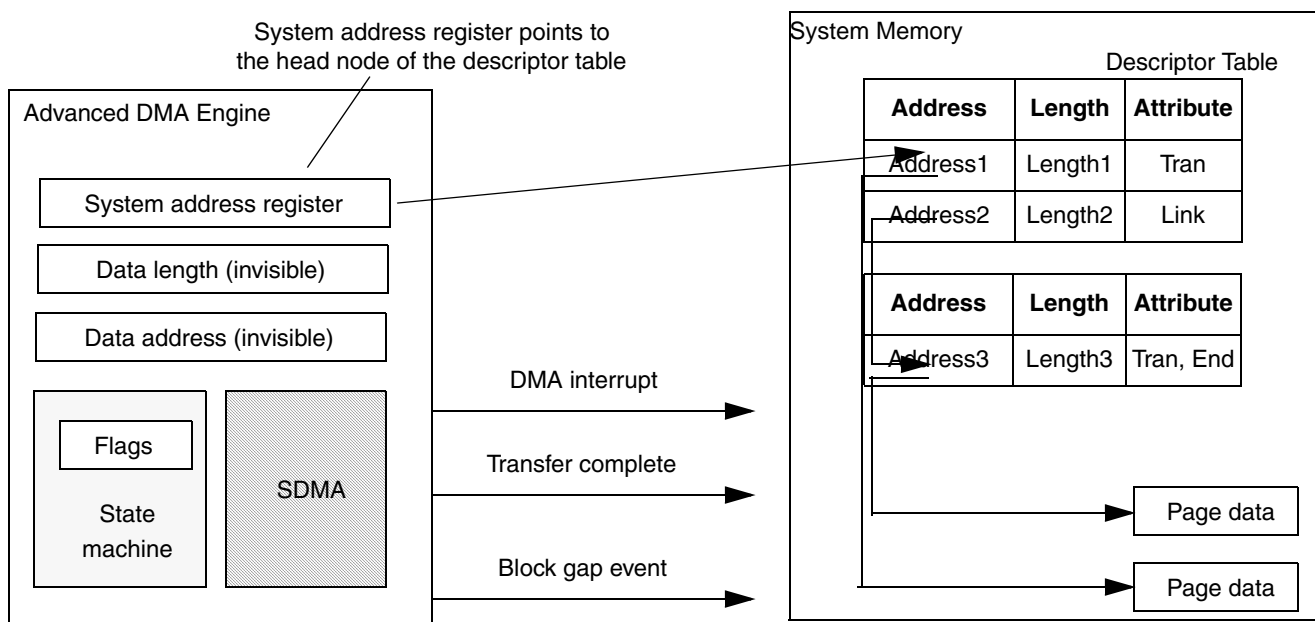 System address register points to
the head node of the descriptor table
Advanced DMA Engine
System address register
Data length (invisible)
Data address (invisible)
Flags
State
machine
SDMA
DMA interrupt
Transfer complete
Block gap event
System Memory
Descriptor Table
Address Length Attribute
Address1 Length1 Tran
Address2 Length2 Link
Address Length Attribute
Address3 Length3 Tran, End
Page data
Page data